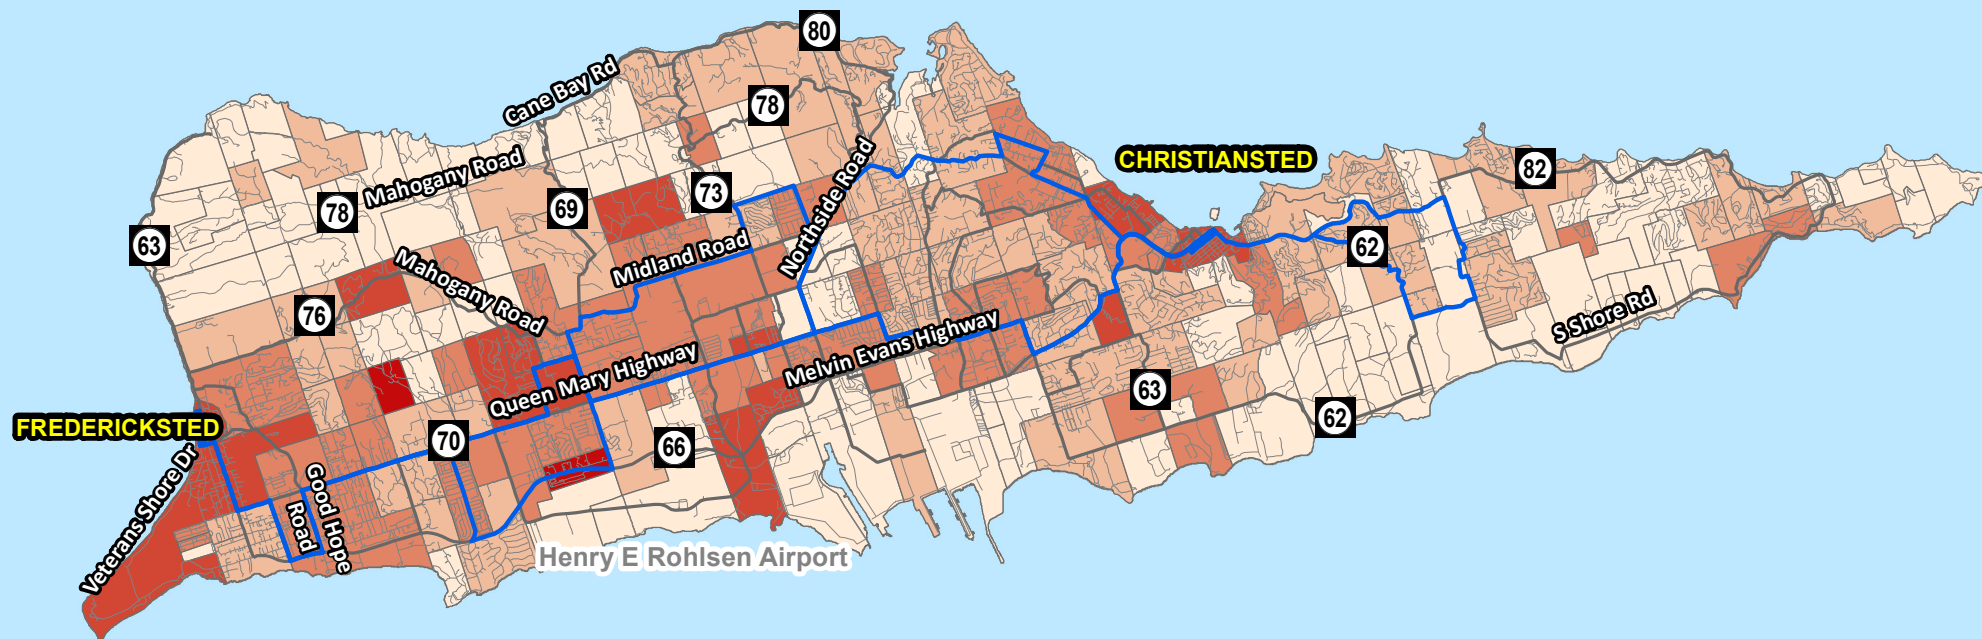 80
Cane Bay Rd
78
Mahogany Road
78
69
73
Northside Road
CHRISTIANSTED
82
63
Midland Road
62
Mahogany Road
76
S Shore Rd
Queen Mary Highway
Melvin Evans Highway
63
62
FREDERICKSTED
70
66
Veterans Shore Dr
Good Hope
Road
Henry E Rohlsen Airport